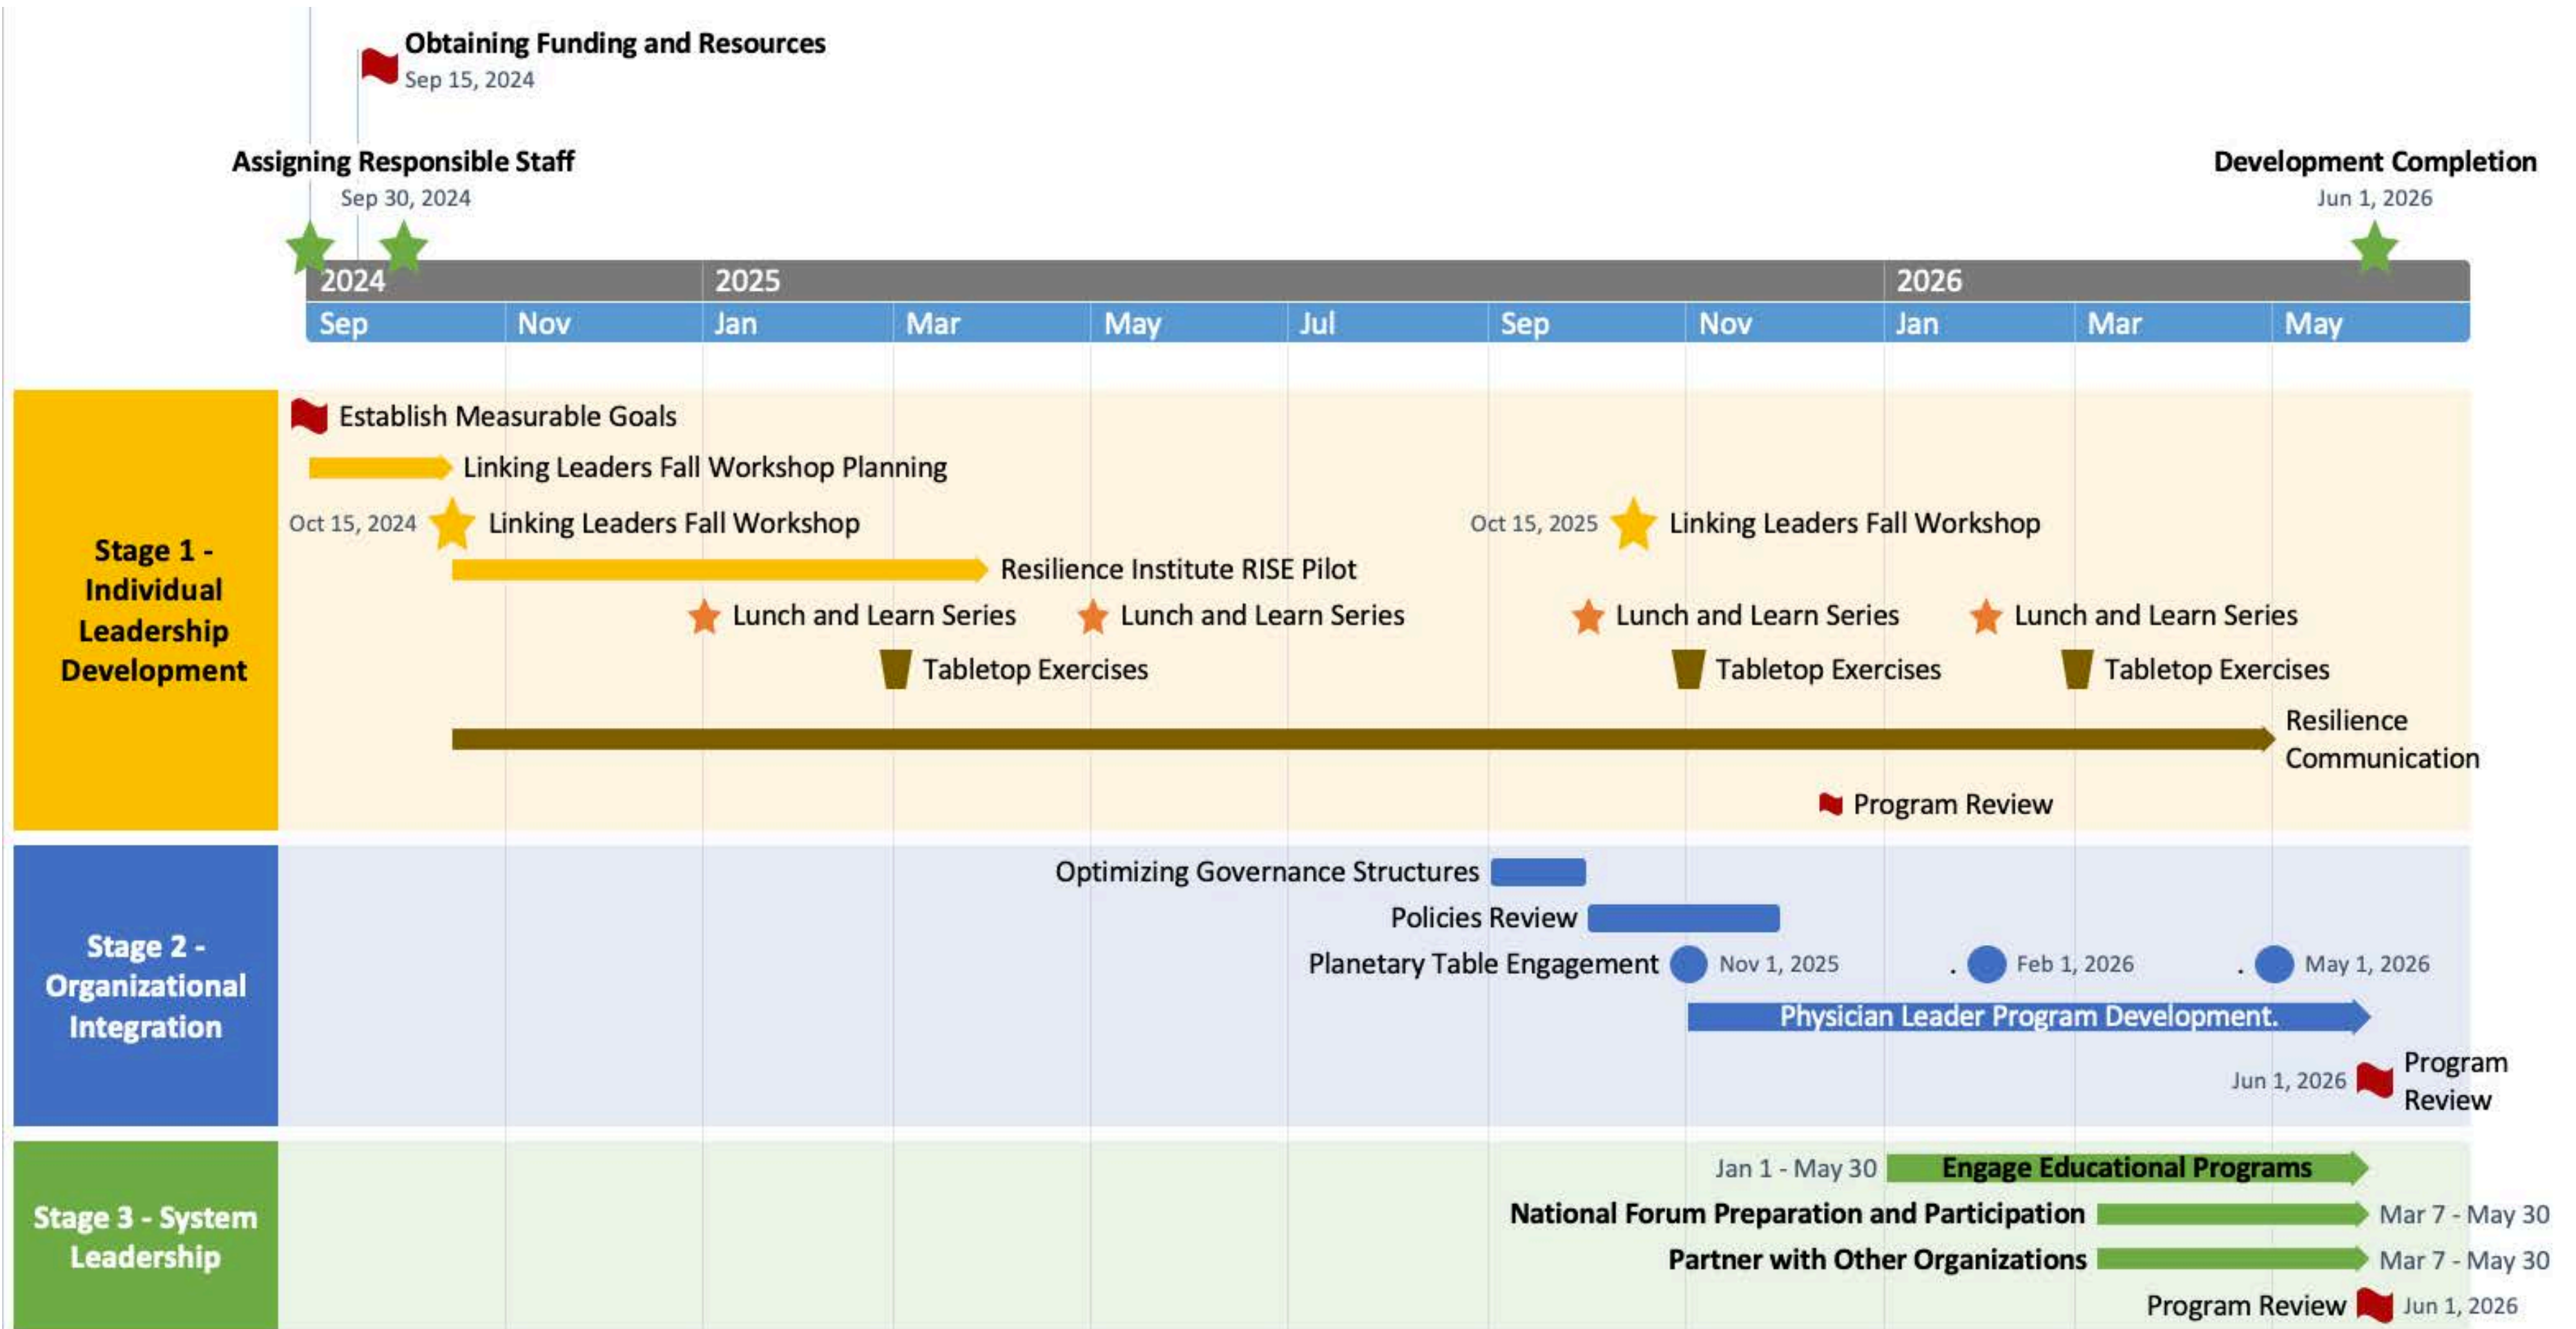 Obtaining Funding and Resources
Sep 15, 2024
Assigning Responsible Staff
Sep 30, 2024
Development Completion
Jun 1, 2026
2024 2025 2026
Sep Nov Jan Mar May Jul Sep Nov Jan Mar May
Stage 1 -
Individual
Leadership
Development
Establish Measurable Goals
Linking Leaders Fall Workshop Planning
Oct 15, 2024 Linking Leaders Fall Workshop Oct 15, 2025 Linking Leaders Fall Workshop
Resilience Institute RISE Pilot
Lunch and Learn Series Lunch and Learn Series Lunch and Learn Series Lunch and Learn Series
Tabletop Exercises Tabletop Exercises Tabletop Exercises
Resilience
Communication
Program Review
Stage 2 -
Organizational
Integration
Optimizing Governance Structures
Policies Review
Planetary Table Engagement Nov 1, 2025 . Feb 1, 2026 . May 1, 2026
Physician Leader Program Development.
Jun 1, 2026 Program
Review
Stage 3 - System
Leadership
Jan 1 - May 30 Engage Educational Programs
National Forum Preparation and Participation Mar 7 - May 30
Partner with Other Organizations Mar 7 - May 30
Program Review Jun 1, 2026